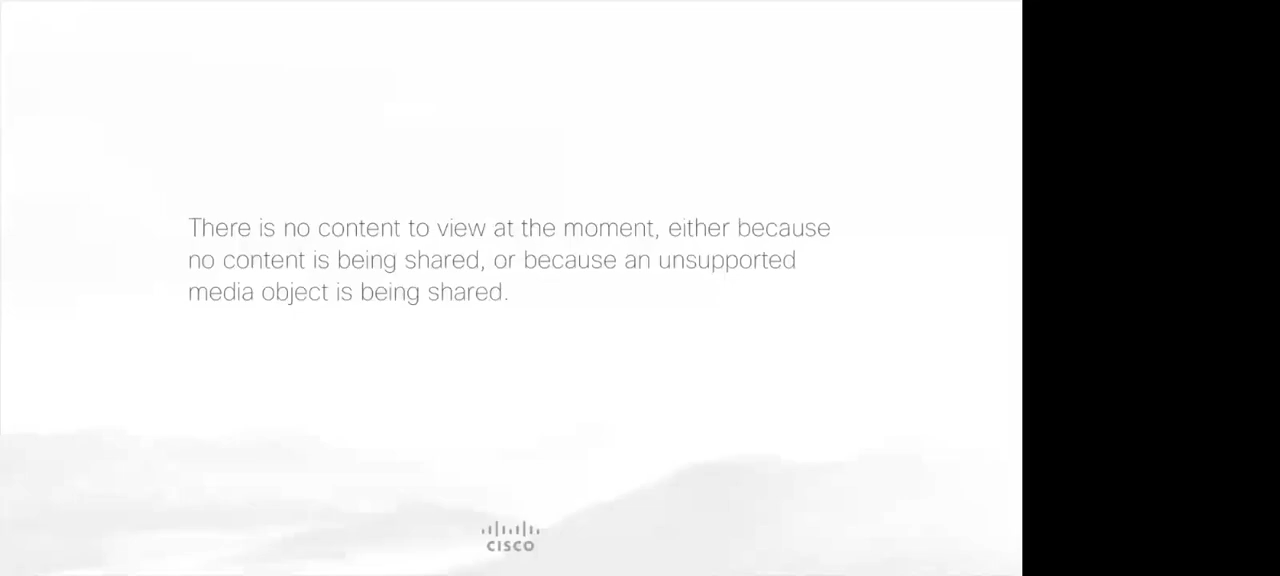 There is no content to view at the moment, either because
no content is being shared, or because an unsupported
media object is being shared.
CISCO